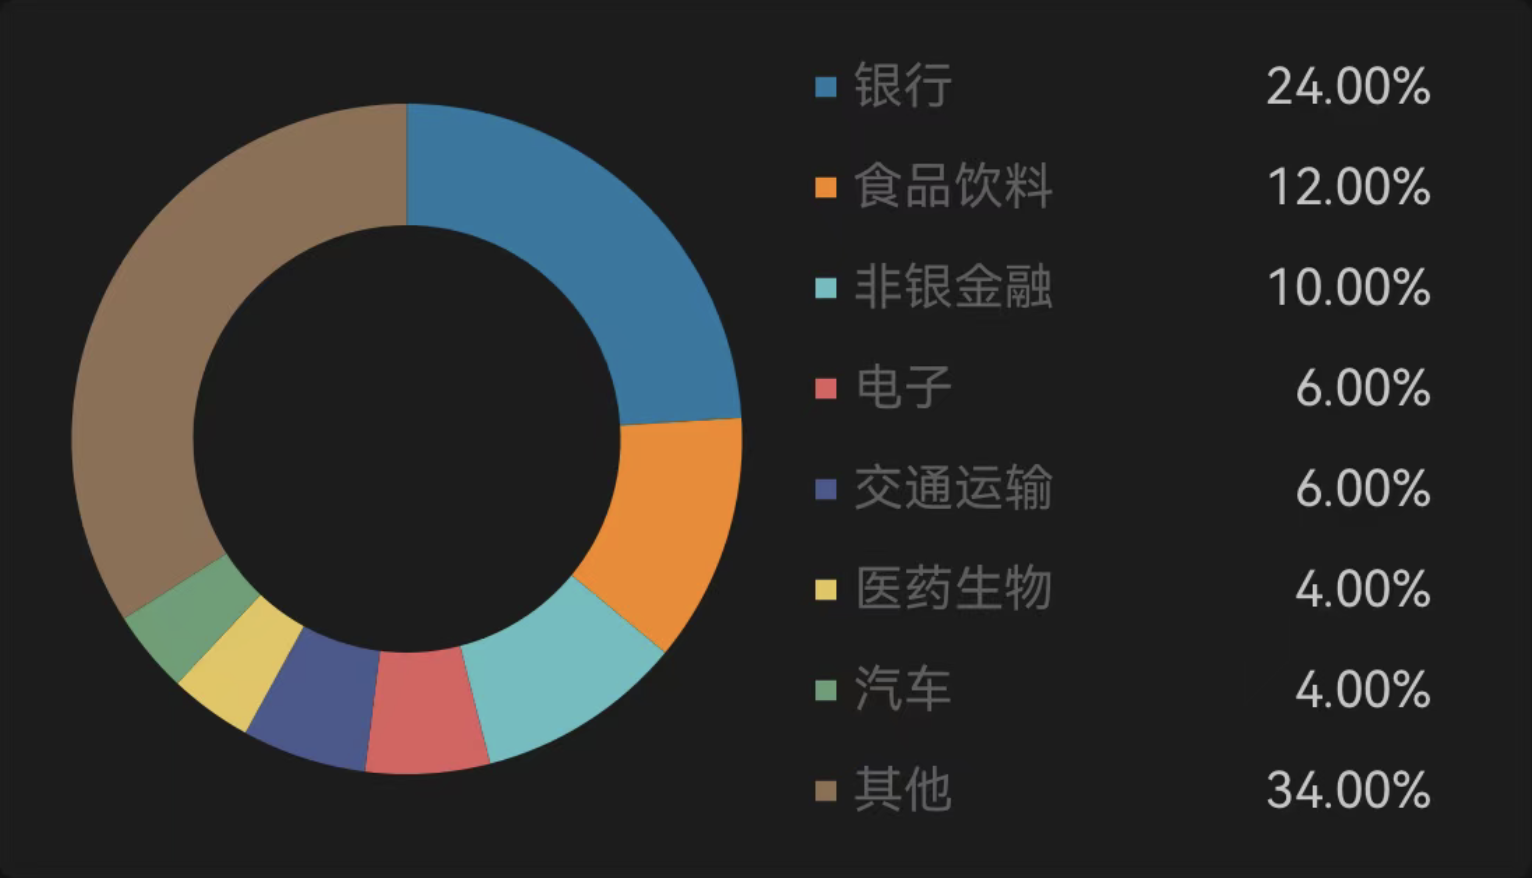 银行 24.00%
食品饮料 12.00%
非银金融 10.00%
电子 6.00%
交通运输 6.00%
医药生物 4.00%
汽车 4.00%
其他 34.00%